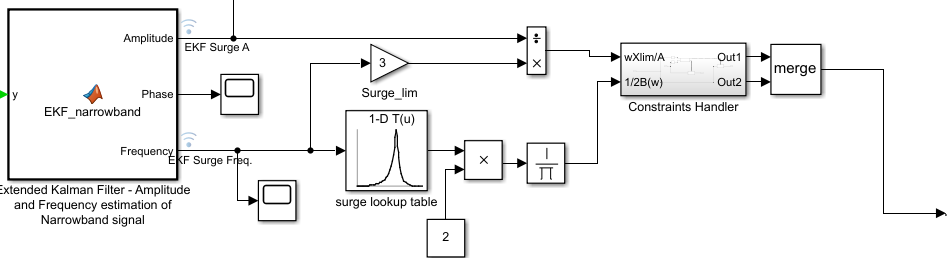 Amplitude
EKF Surge A
÷
×
y
EKF_narrowband
Phase
3
Surge_lim
wXlim/A
Out1
1/2B(w)
Out2
merge
Constraints Handler
1-D T(u)
Frequency
EKF Surge Freq.
×
1
∏
surge lookup table
Extended Kalman Filter - Amplitude
and Frequency estimation of
Narrowband signal
2